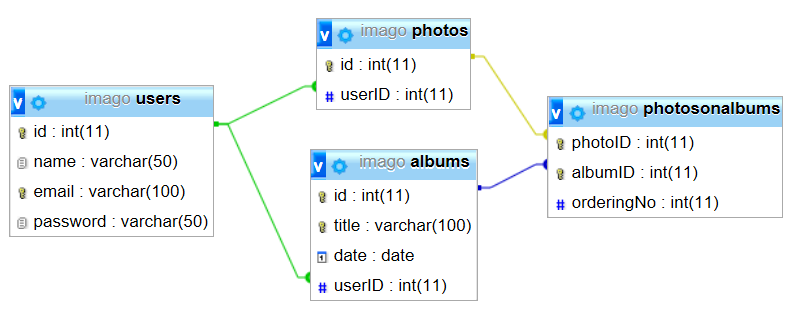 imago users
id : int(11)
name : varchar(50)
email : varchar(100)
password : varchar(50)
imago photos
id : int(11)
# userID : int(11)
imago albums
id : int(11)
title : varchar(100)
date : date
# userID : int(11)
imago photosonalbums
photoID : int(11)
albumID : int(11)
# orderingNo : int(11)